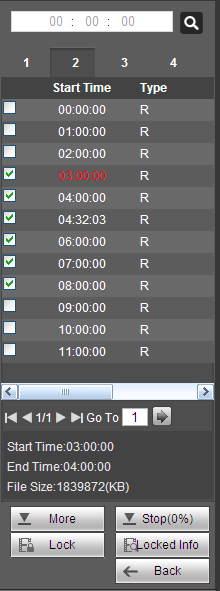 00 : 00 : 00
1 2 3 4
Start Time Type
00:00:00 R
01:00:00 R
02:00:00 R
03:00:00 R
04:00:00 R
04:32:03 R
06:00:00 R
07:00:00 R
08:00:00 R
09:00:00 R
10:00:00 R
11:00:00 R
1/1 Go To 1
Start Time:03:00:00
End Time:04:00:00
File Size:1839872(KB)
More Stop(0%)
Lock Locked Info
Back